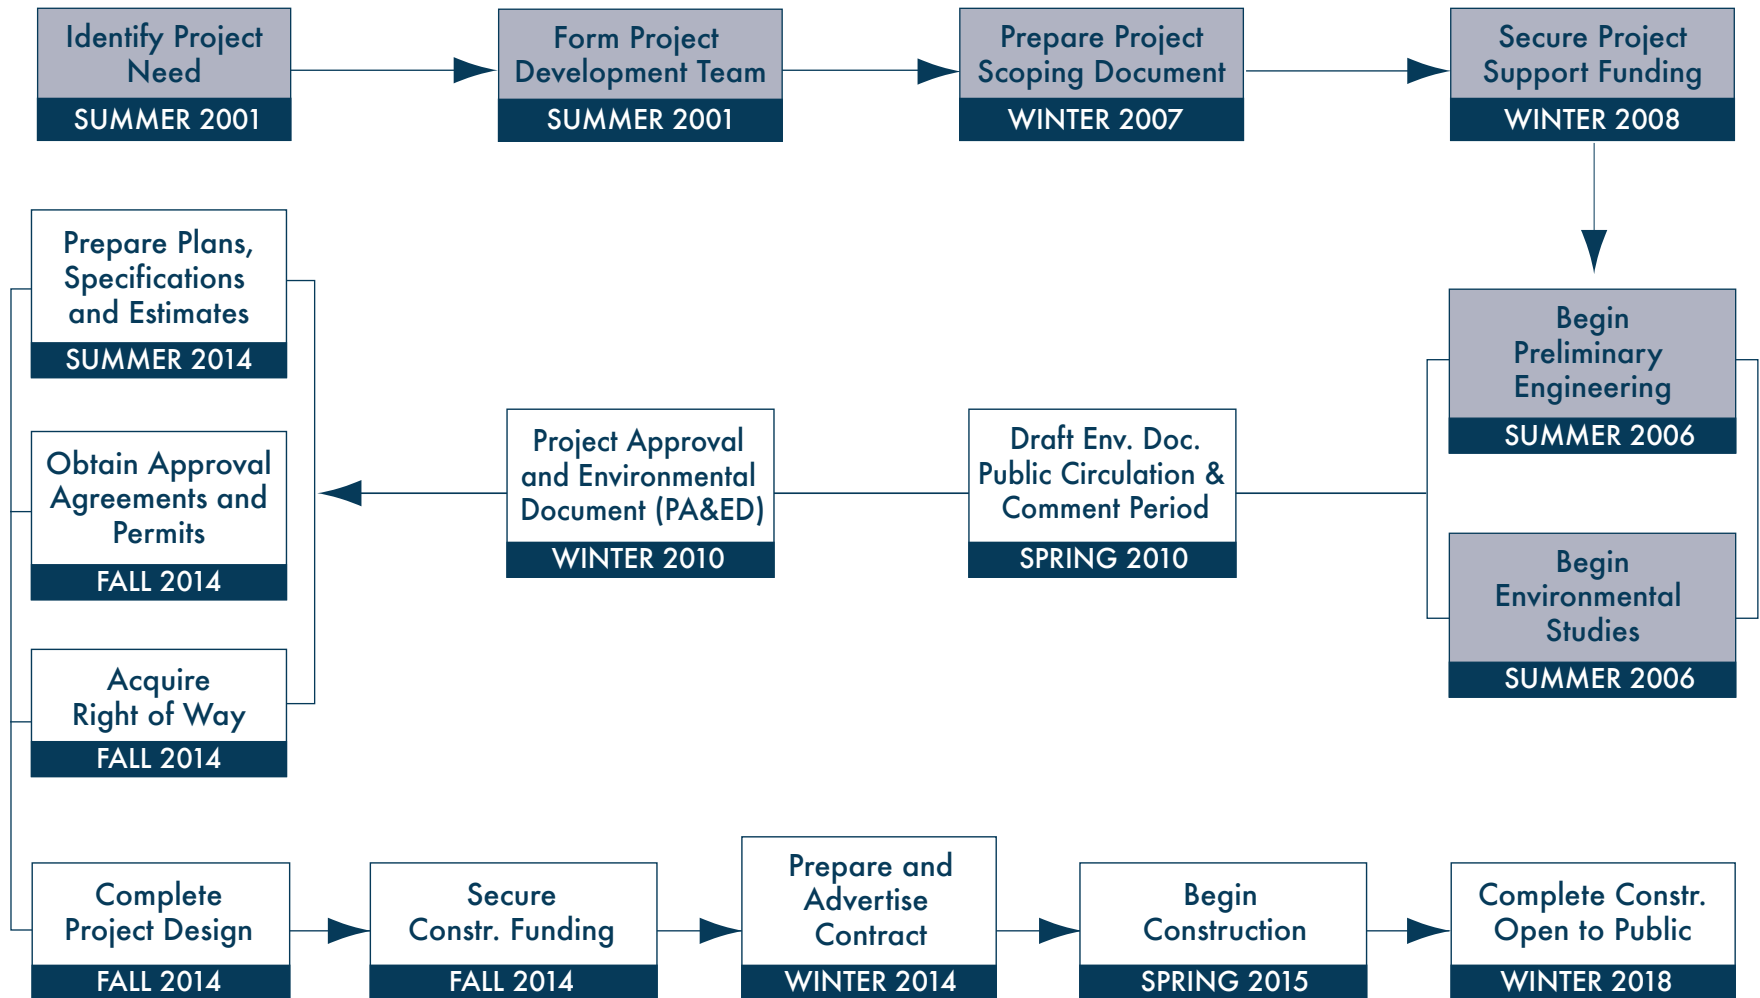 Identify Project
Need
SUMMER 2001
Form Project
Development Team
SUMMER 2001
Prepare Project
Scoping Document
WINTER 2007
Secure Project
Support Funding
WINTER 2008
Begin
Preliminary
Engineering
SUMMER 2006
Begin
Environmental
Studies
SUMMER 2006
Draft Env. Doc.
Public Circulation &
Comment Period
SPRING 2010
Project Approval
and Environmental
Document (PA&ED)
WINTER 2010
Prepare Plans,
Specifications
and Estimates
SUMMER 2014
Obtain Approval
Agreements and
Permits
FALL 2014
Acquire
Right of Way
FALL 2014
Complete
Project Design
FALL 2014
Secure
Constr. Funding
FALL 2014
Prepare and
Advertise
Contract
WINTER 2014
Begin
Construction
SPRING 2015
Complete Constr.
Open to Public
WINTER 2018